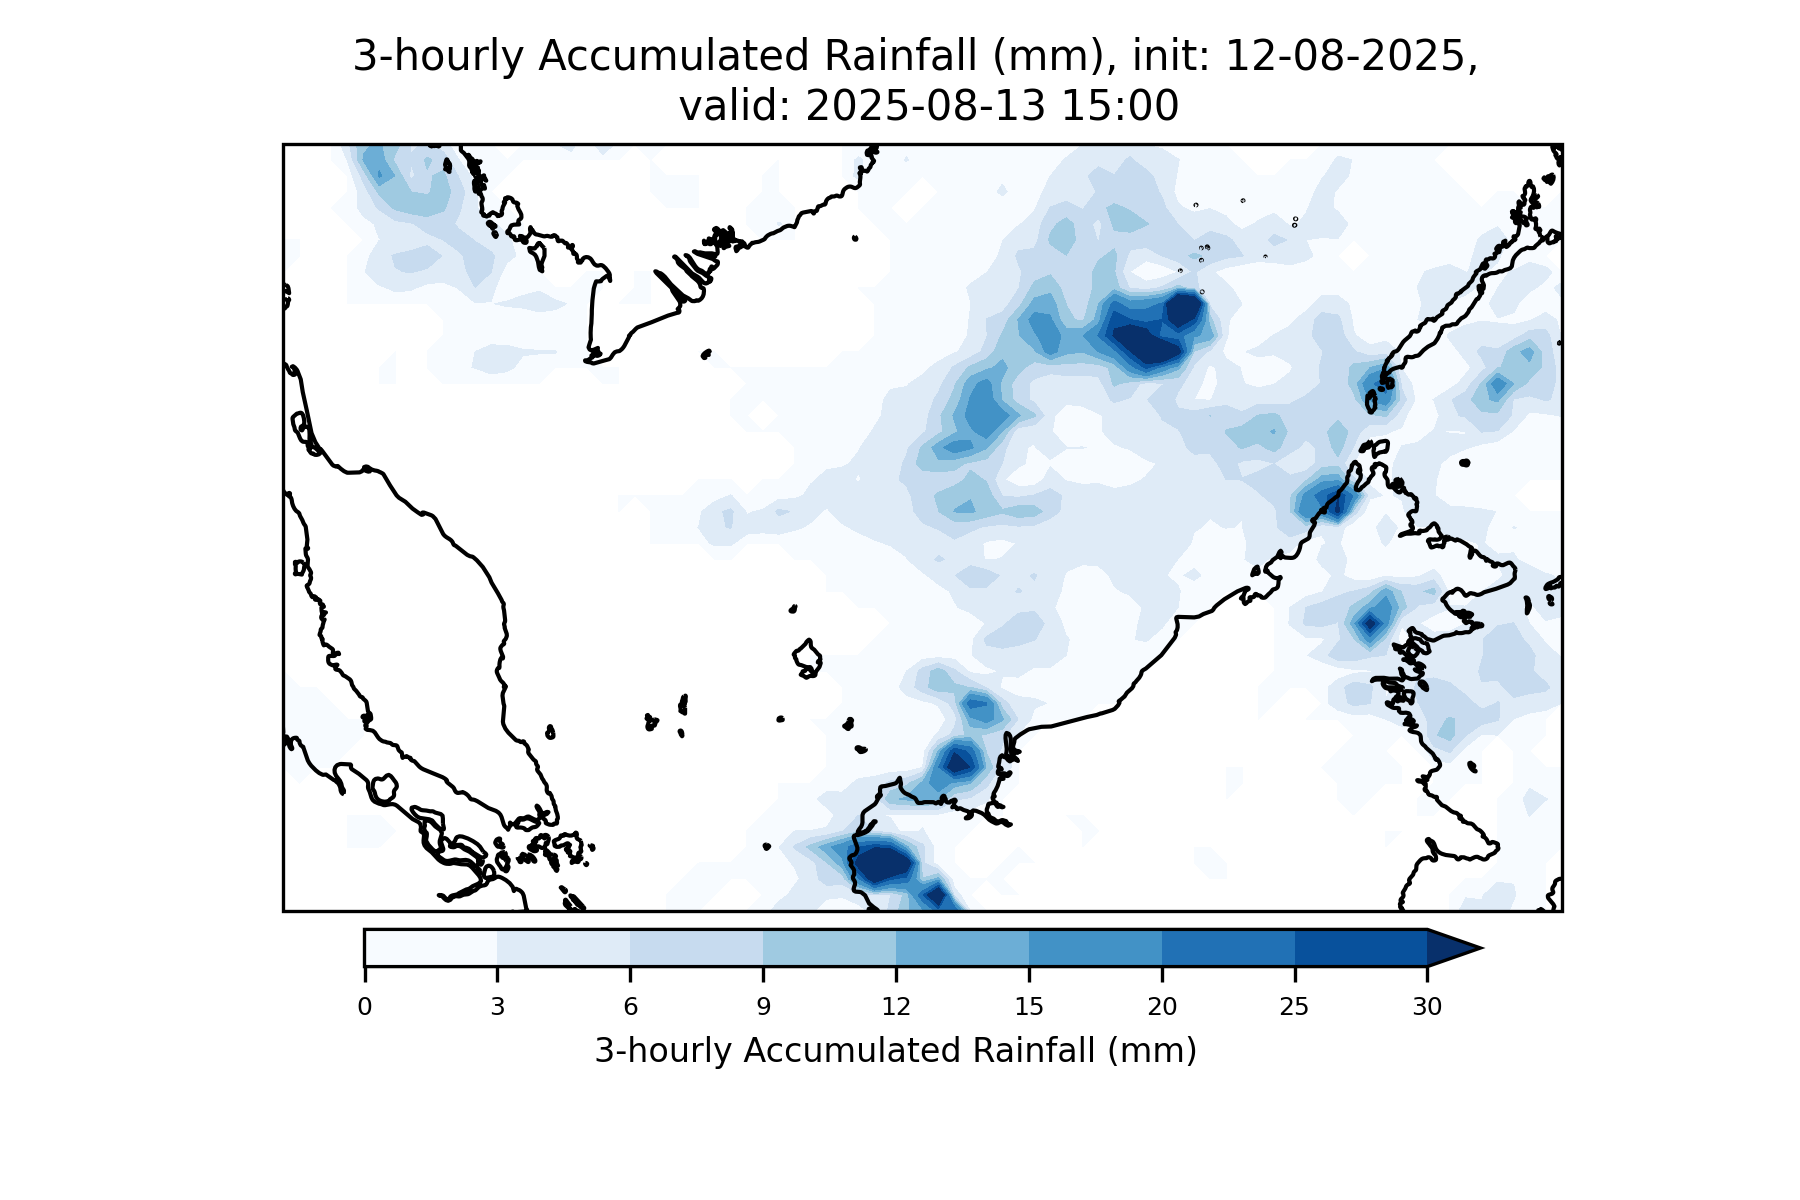 3-hourly Accumulated Rainfall (mm), init: 12-08-2025,
valid: 2025-08-13 15:00
0 3 6 9 12 15 20 25 30
3-hourly Accumulated Rainfall (mm)